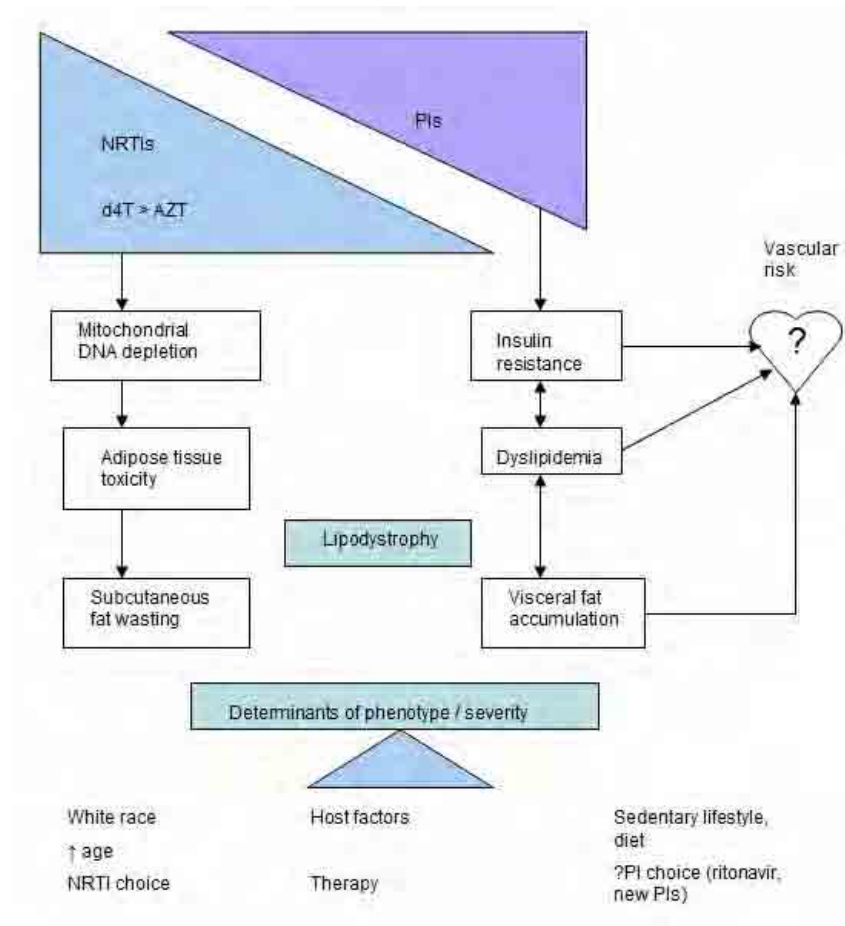 PIs
NRTIs
d4T > AZT
Vascular
risk
Mitochondrial
DNA depletion
Insulin
resistance
?
Adipose tissue
toxicity
Dyslipidemia
Lipodystrophy
Subcutaneous
fat wasting
Visceral fat
accumulation
Determinants of phenotype / severity
White race
Host factors
Sedentary lifestyle,
diet
↑ age
NRTI choice
Therapy
?PI choice (ritonavir,
new PIs)